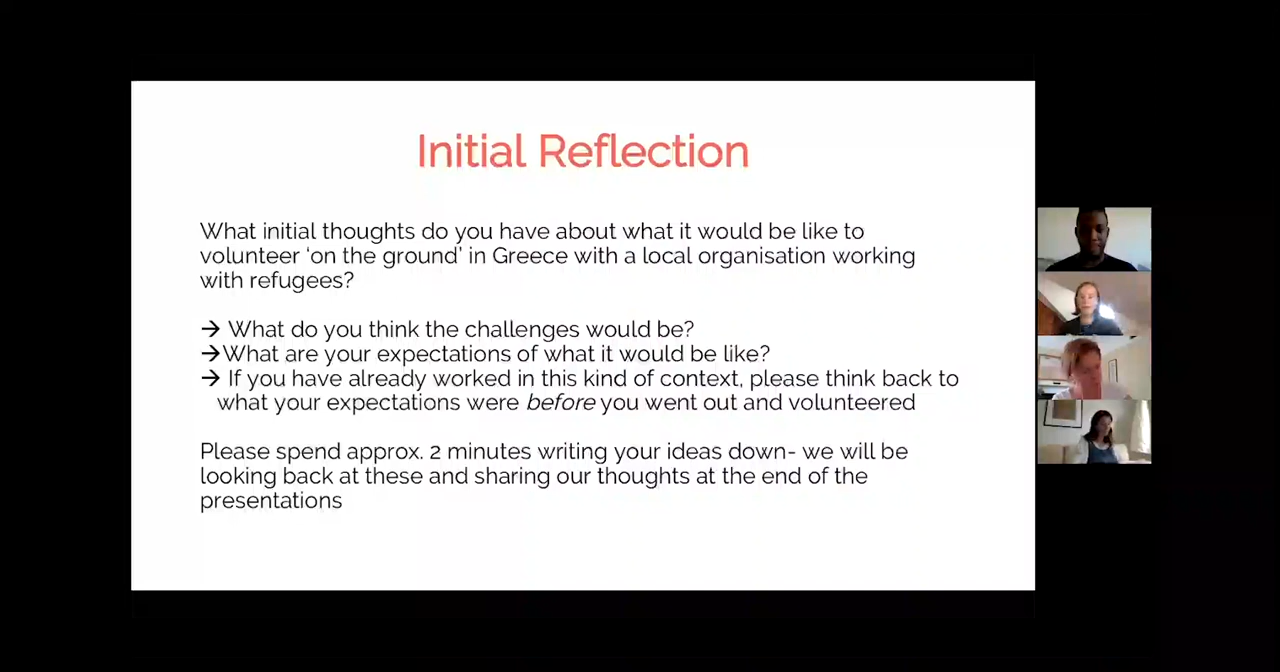 Initial Reflection
What initial thoughts do you have about what it would be like to
volunteer ‘on the ground’ in Greece with a local organisation working
with refugees?
→ What do you think the challenges would be?
→What are your expectations of what it would be like?
→ If you have already worked in this kind of context, please think back to
what your expectations were before you went out and volunteered
Please spend approx. 2 minutes writing your ideas down- we will be
looking back at these and sharing our thoughts at the end of the
presentations